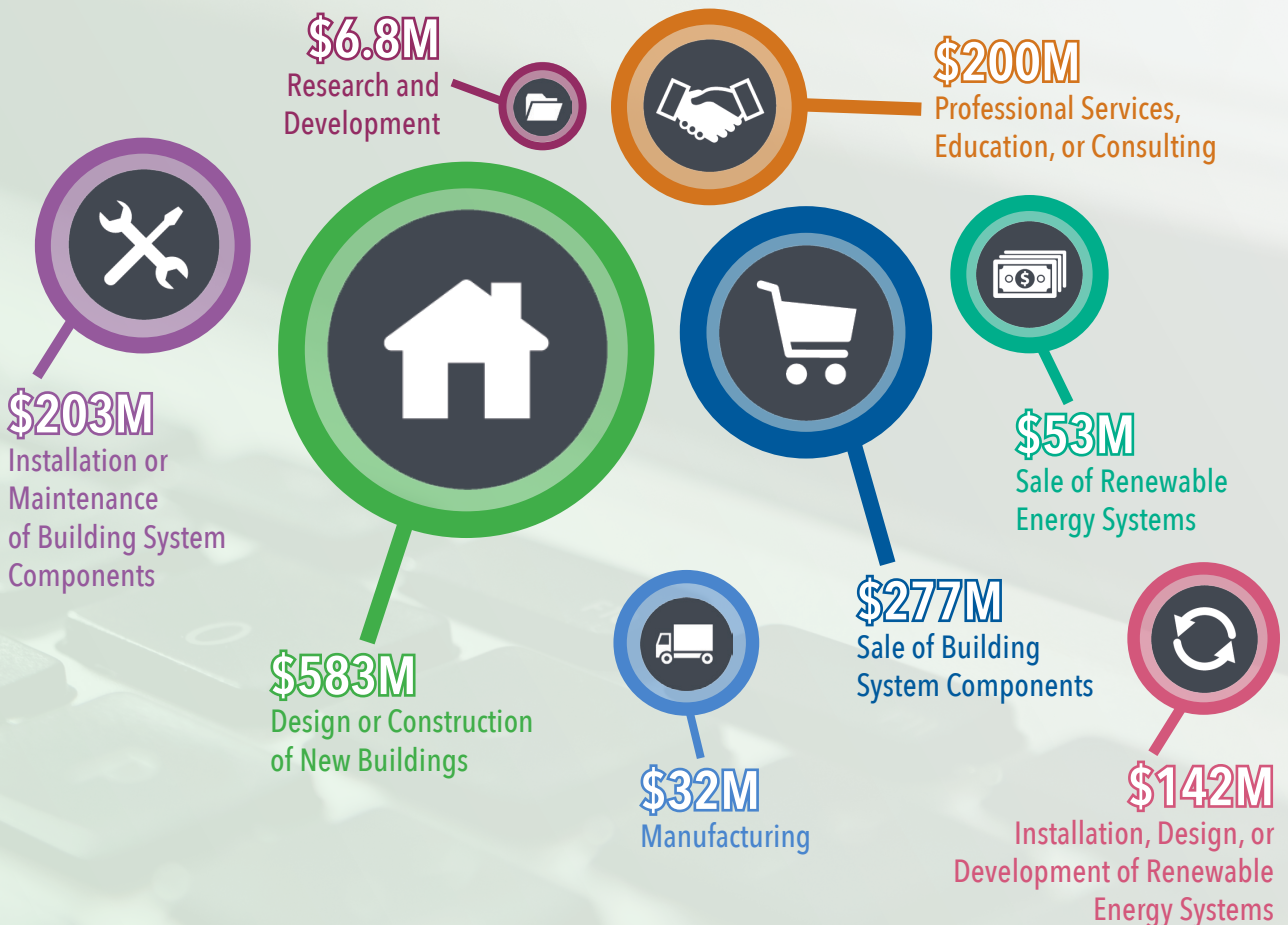 $6.8M
Research and
Development
$200M
Professional Services,
Education, or Consulting
$203M
Installation or
Maintenance
of Building System
Components
$583M
Design or Construction
of New Buildings
$277M
Sale of Building
System Components
$53M
Sale of Renewable
Energy Systems
$32M
Manufacturing
$142M
Installation, Design, or
Development of Renewable
Energy Systems